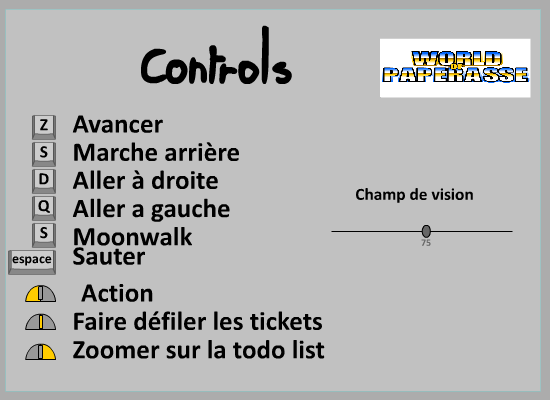 Controls
WORLD
OF
PAPERASSE
Z Avancer
S Marche arrière
D Aller à droite
Q Aller a gauche
S Moonwalk
espace Sauter
Action
Faire défiler les tickets
Zoomer sur la todo list
Champ de vision
75